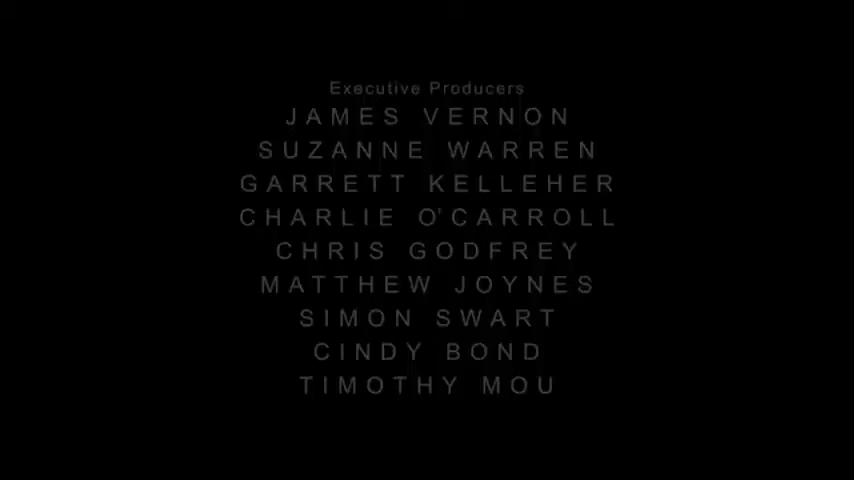 Executive Producers
JAMES VERNON
SUZANNE WARREN
GARRETT KELLEHER
CHARLIE O'CARROLL
CHRIS GODFREY
MATTHEW JOYNES
SIMON SWART
CINDY BOND
TIMOTHY MOU